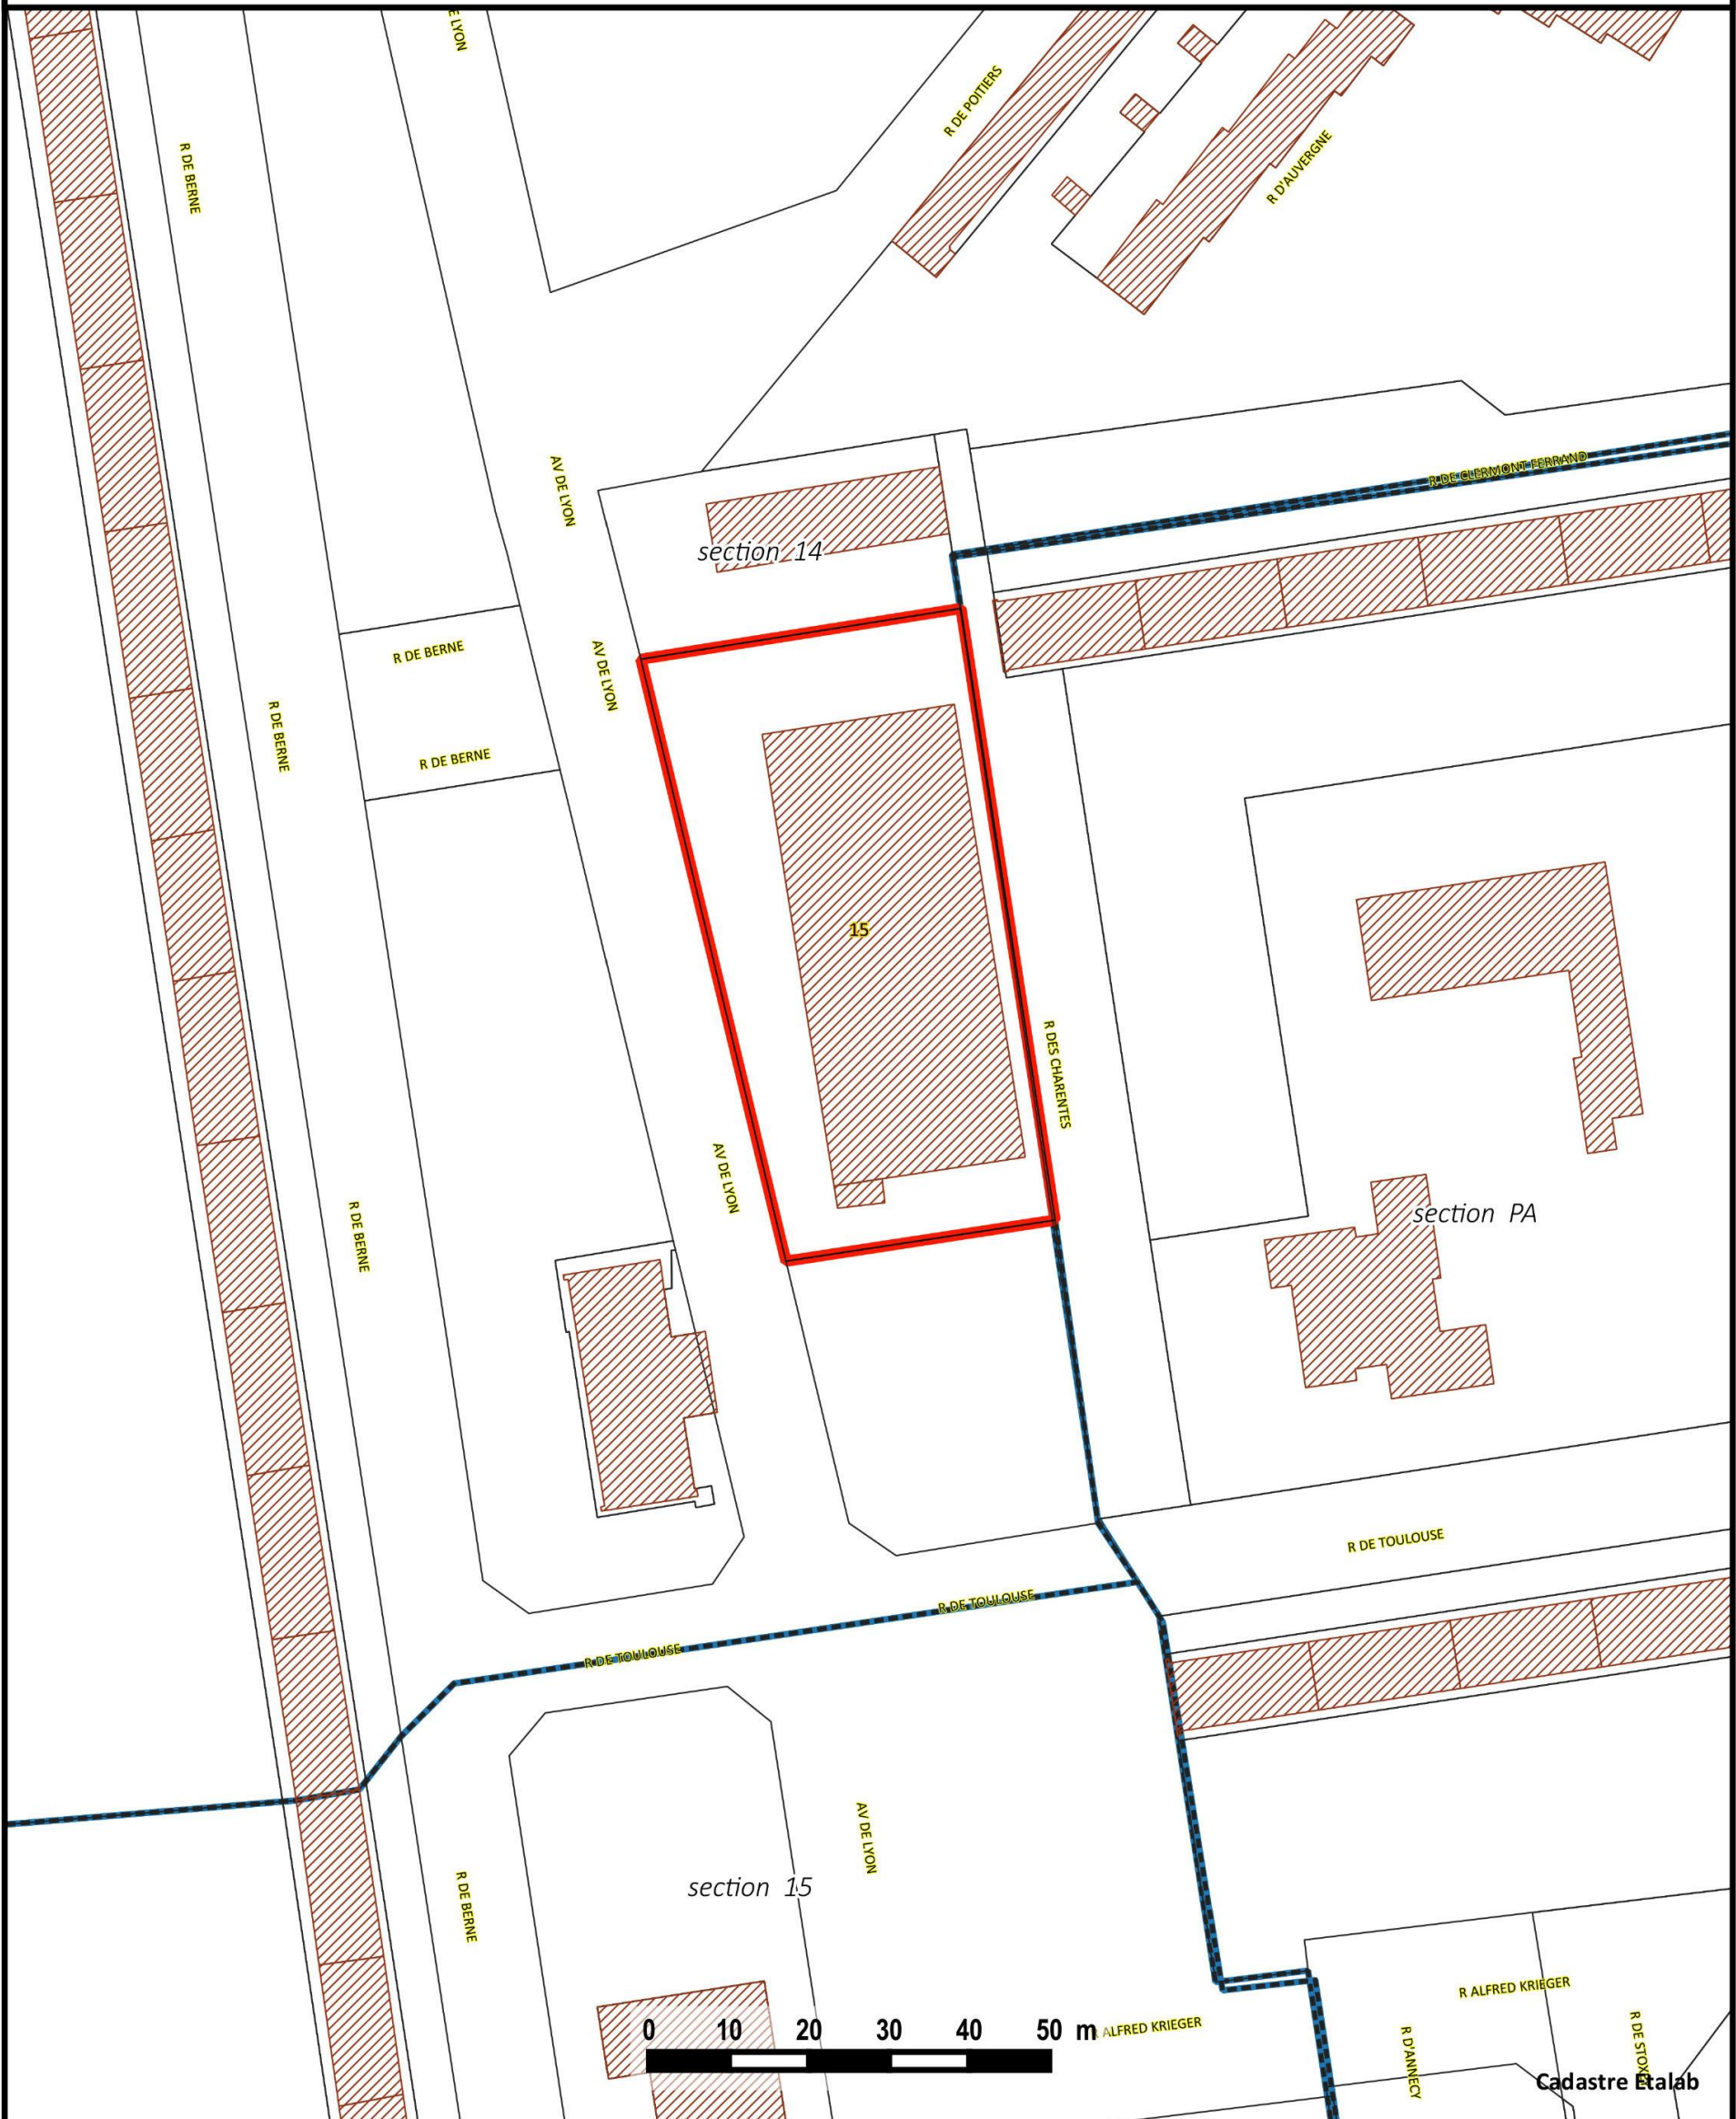 E LYON
R DE POITIERS
R D'AUVERGNE
R DE BERNE
R DE CLERMONT FERRAND
AV DE LYON
section 14
R DE BERNE
AV DE LYON
R DE BERNE
R DE BERNE
15
R DES CHARENTES
AV DE LYON
section PA
R DE BERNE
R DE TOULOUSE
R DE TOULOUSE
R DE TOULOUSE
AV DE LYON
section 15
R DE BERNE
R ALFRED KRIEGER
0 10 20 30 40 50 m
ALFRED KRIEGER
R D'ANNECY
R DE
Cadastre Etalab